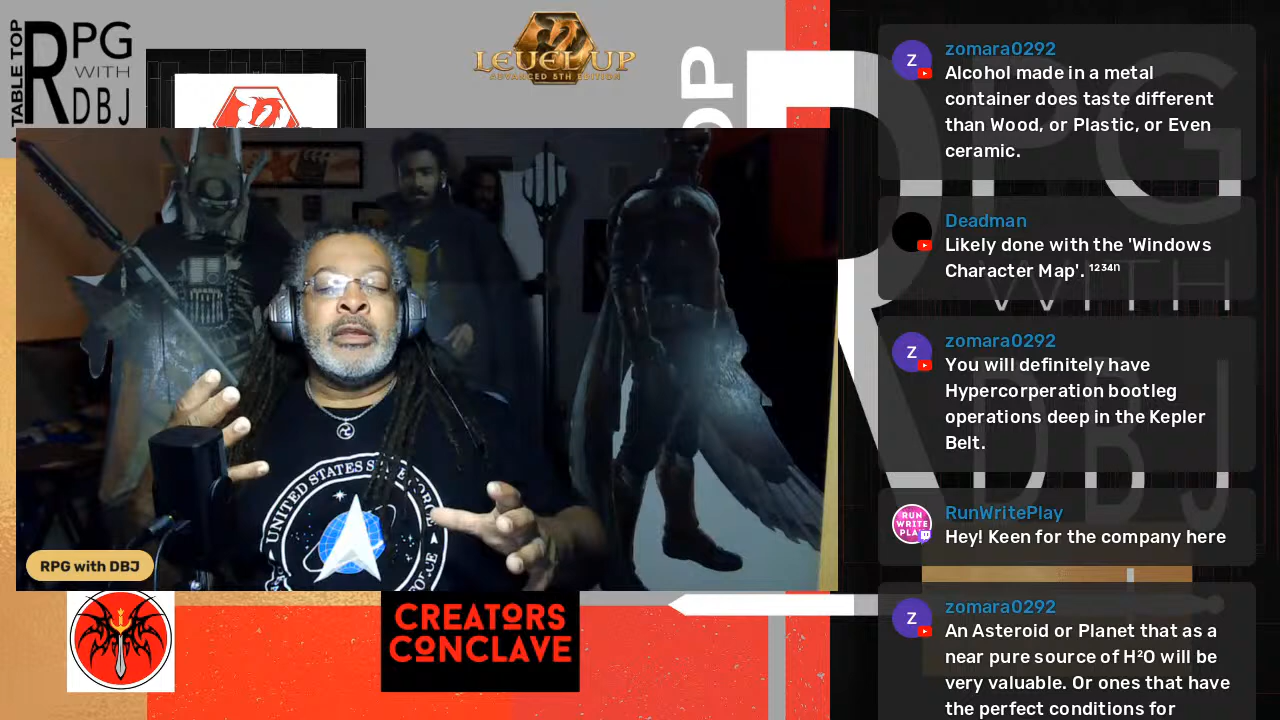 A TABLE TOP
RPG
WITH
DBJ
LEVEL UP
ADVANCED 5TH EDITION
OP
zomara0292
Alcohol made in a metal
container does taste different
than Wood, or Plastic, or Even
ceramic.
Deadman
Likely done with the 'Windows
Character Map'. ¹²³⁴ⁿ
zomara0292
You will definitely have
Hypercorperation bootleg
operations deep in the Kepler
Belt.
RUN
WRITE
PLAY
RunWritePlay
Hey! Keen for the company here
zomara0292
An Asteroid or Planet that as a
near pure source of H²O will be
very valuable. Or ones that have
the perfect conditions for
RPG
WITH
DBJ
UNITED STATES SPACE FORCE
RPG with DBJ
CREATORS
CONCLAVE